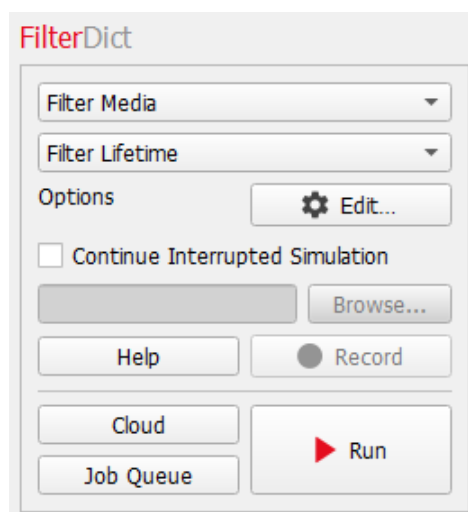 FilterDict
Filter Media
Filter Lifetime
Options Edit...
Continue Interrupted Simulation
Browse...
Help Record
Cloud
Run
Job Queue